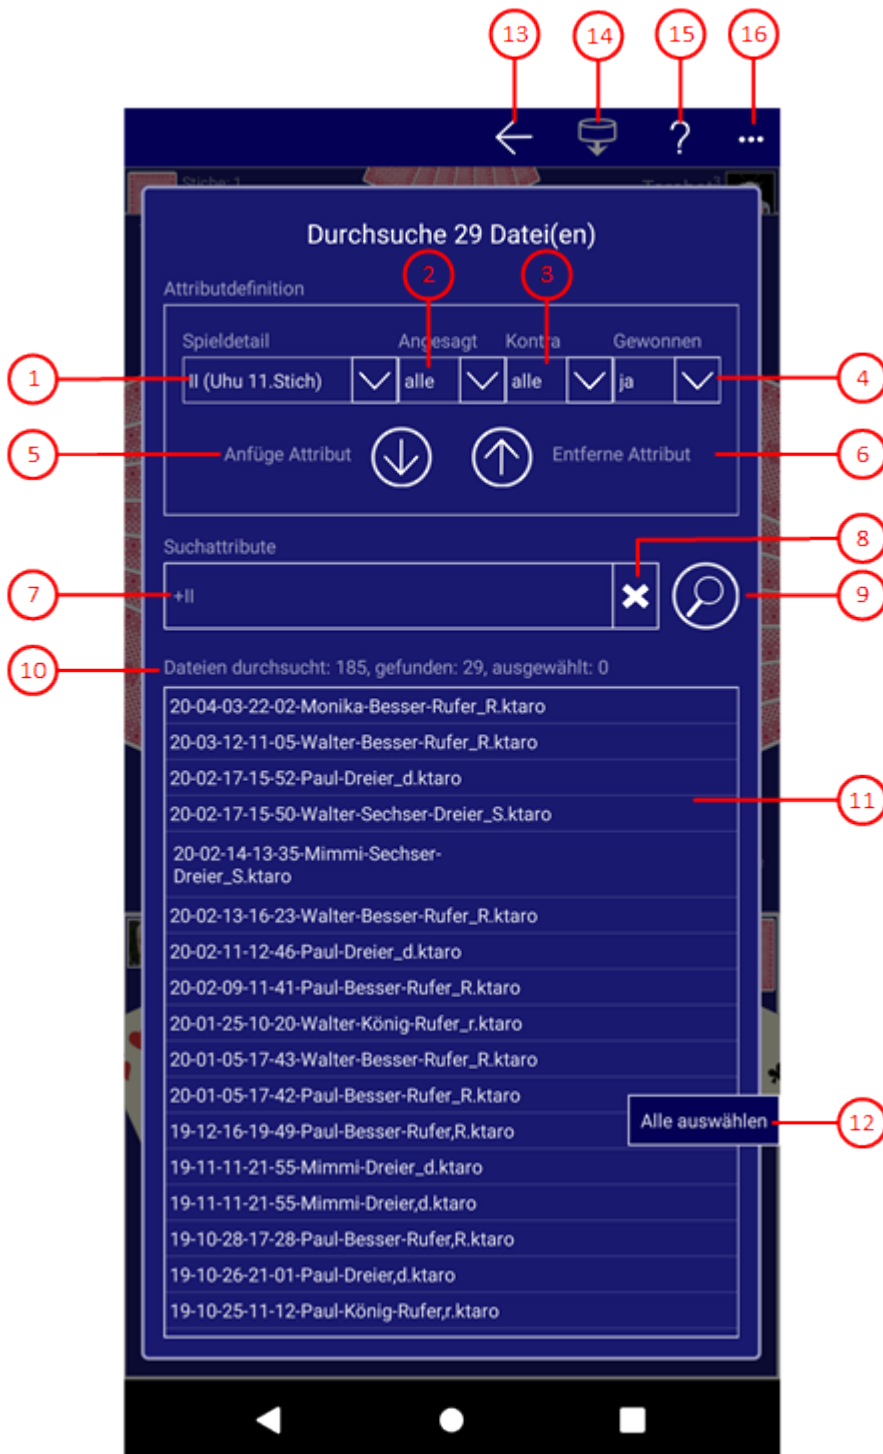 13 14 15 16
?
Stiche: 1
Durchsuche 29 Datei(en)
2 3
Attributdefinition
Spieldetail Angesagt Kontra Gewonnen
1 II (Uhu 11.Stich) alle alle ja 4
5 Anfüge Attribut Entferne Attribut 6
Suchattribute 8
7 +II 9
10 Dateien durchsucht: 185, gefunden: 29, ausgewählt: 0
20-04-03-22-02-Monika-Besser-Rufer_R.ktaro
20-03-12-11-05-Walter-Besser-Rufer_R.ktaro
20-02-17-15-52-Paul-Dreier_d.ktaro
11
20-02-17-15-50-Walter-Sechser-Dreier_S.ktaro
20-02-14-13-35-Mimmi-Sechser-
Dreier_S.ktaro
20-02-13-16-23-Walter-Besser-Rufer_R.ktaro
20-02-11-12-46-Paul-Dreier_d.ktaro
20-02-09-11-41-Paul-Besser-Rufer_R.ktaro
20-01-25-10-20-Walter-König-Rufer_r.ktaro
20-01-05-17-43-Walter-Besser-Rufer_R.ktaro
20-01-05-17-42-Paul-Besser-Rufer_R.ktaro
Alle auswählen 12
19-12-16-19-49-Paul-Besser-Rufer,R.ktaro
19-11-11-21-55-Mimmi-Dreier_d.ktaro
19-11-11-21-55-Mimmi-Dreier,d.ktaro
19-10-28-17-28-Paul-Besser-Rufer,R.ktaro
19-10-26-21-01-Paul-Dreier,d.ktaro
19-10-25-11-12-Paul-König-Rufer,r.ktaro